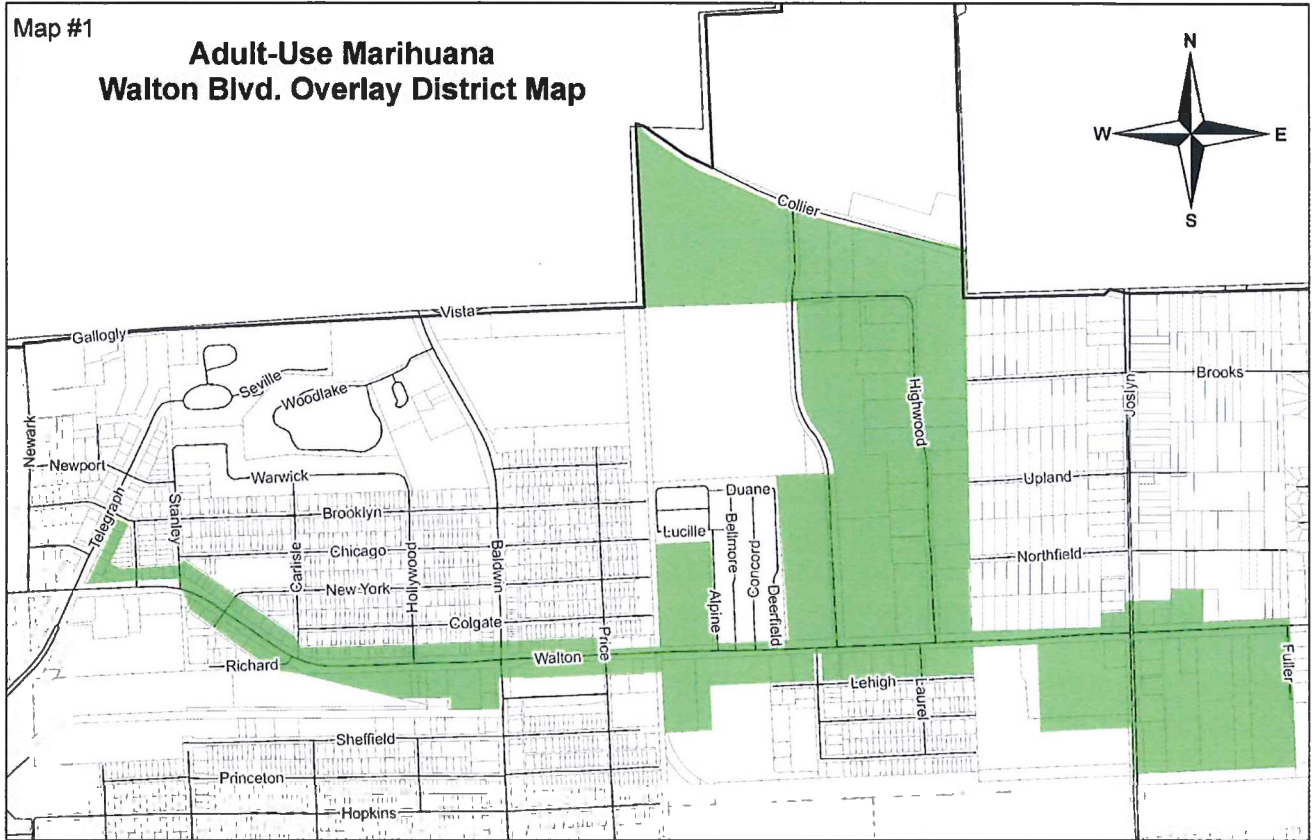 Map #1
Adult-Use Marihuana
Walton Blvd. Overlay District Map
N
W
E
S
Collier
Vista
Gallogly
Seville
Woodlake
Highwood
Joslyn
Brooks
Newark
Newport
Telegraph
Stanley
Warwick
Brooklyn
Chicago
Carlisle
New York
Hollywood
Baldwin
Colgate
Price
Duane
Lucille
Bellmore
Concord
Alpine
Deerfield
Upland
Northfield
Richard
Walton
Fuller
Lehigh
Laurel
Sheffield
Princeton
Hopkins